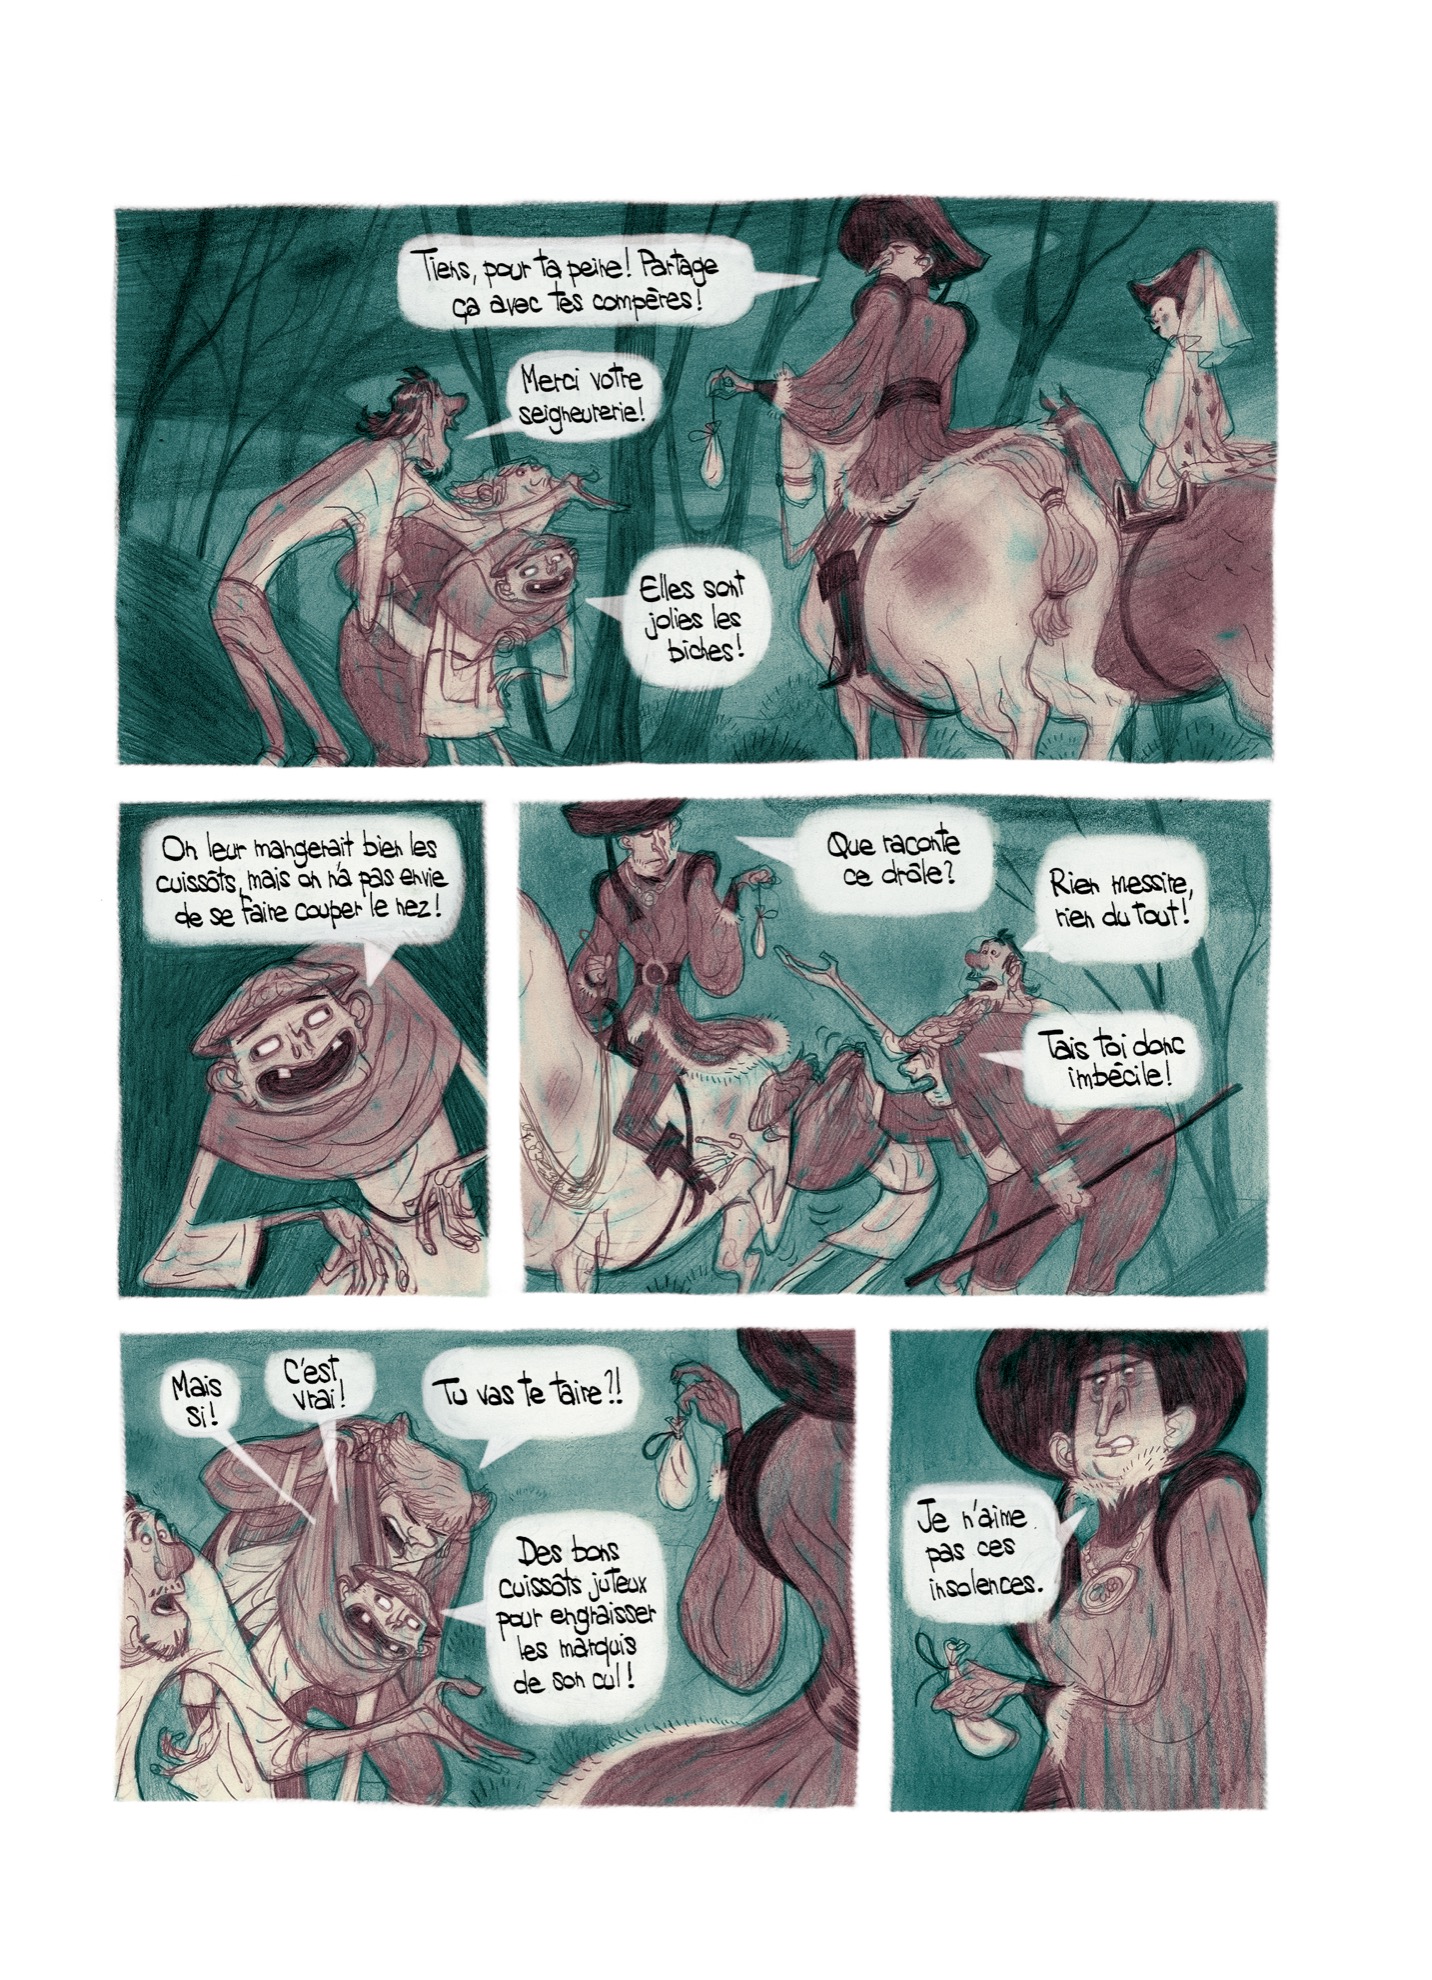 Tiens, pour ta peine! Partage
ça avec tes compères!
Merci votre
seigneurerie!
Elles sont
jolies les
biches!
On leur mangerait bien les
cuissôts, mais on n'a pas envie
de se faire couper le nez!
Que raconte
ce drôle?
Rien messire,
rien du tout!
Tais toi donc
imbécile!
Mais
si!
C'est
vrai!
Tu vas te taire?!
Des bons
cuissôts juteux
pour engraisser
les marquis
de son cul!
Je n'aime
pas ces
insolences.